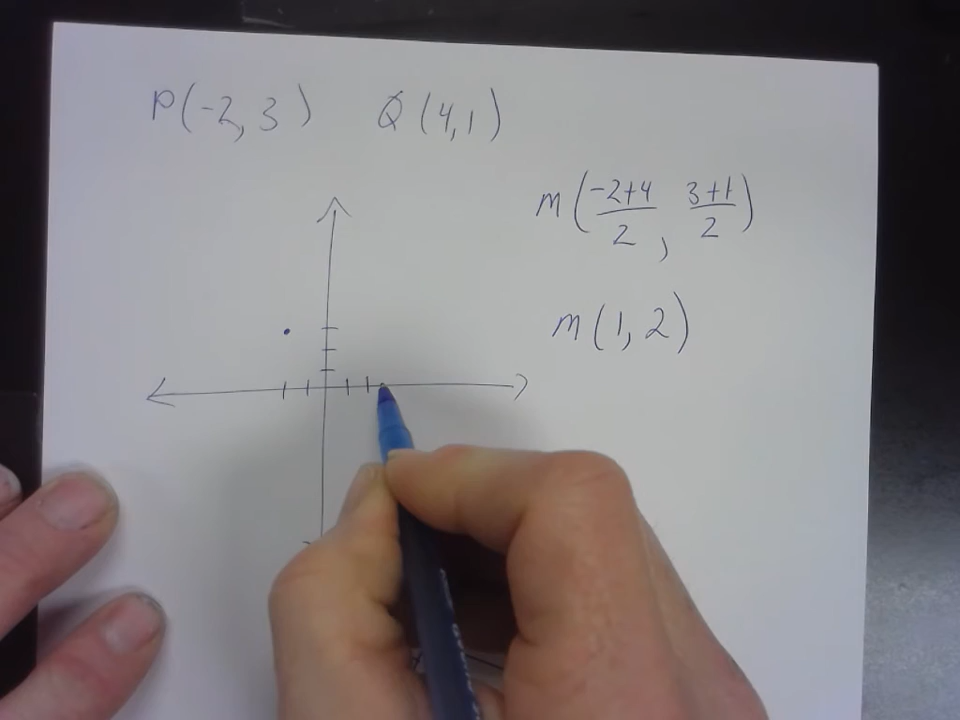 P(-2, 3) Q(4, 1)
m(-2+4/2, 3+1/2)
m(1, 2)